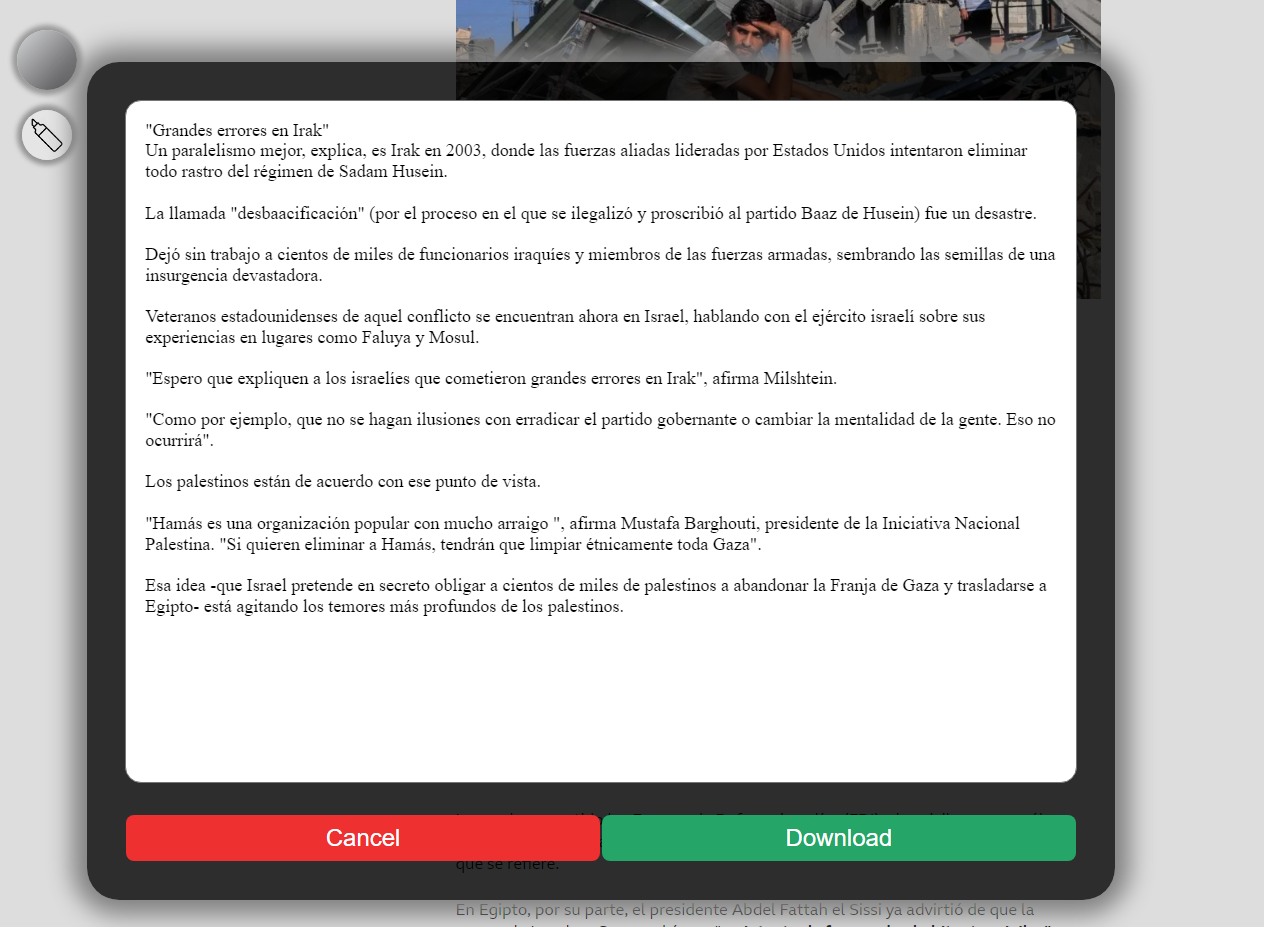 "Grandes errores en Irak"
Un paralelismo mejor, explica, es Irak en 2003, donde las fuerzas aliadas lideradas por Estados Unidos intentaron eliminar
todo rastro del régimen de Sadam Husein.
La llamada "desbaacificación" (por el proceso en el que se ilegalizó y proscribió al partido Baaz de Husein) fue un desastre.
Dejó sin trabajo a cientos de miles de funcionarios iraquíes y miembros de las fuerzas armadas, sembrando las semillas de una
insurgencia devastadora.
Veteranos estadounidenses de aquel conflicto se encuentran ahora en Israel, hablando con el ejército israelí sobre sus
experiencias en lugares como Faluya y Mosul.
"Espero que expliquen a los israelíes que cometieron grandes errores en Irak", afirma Milshtein.
"Como por ejemplo, que no se hagan ilusiones con erradicar el partido gobernante o cambiar la mentalidad de la gente. Eso no
ocurrirá".
Los palestinos están de acuerdo con ese punto de vista.
"Hamás es una organización popular con mucho arraigo ", afirma Mustafa Barghouti, presidente de la Iniciativa Nacional
Palestina. "Si quieren eliminar a Hamás, tendrán que limpiar étnicamente toda Gaza".
Esa idea -que Israel pretende en secreto obligar a cientos de miles de palestinos a abandonar la Franja de Gaza y trasladarse a
Egipto- está agitando los temores más profundos de los palestinos.
Cancel
Download
que se refiere.
En Egipto, por su parte, el presidente Abdel Fattah el Sissi ya advirtió de que la